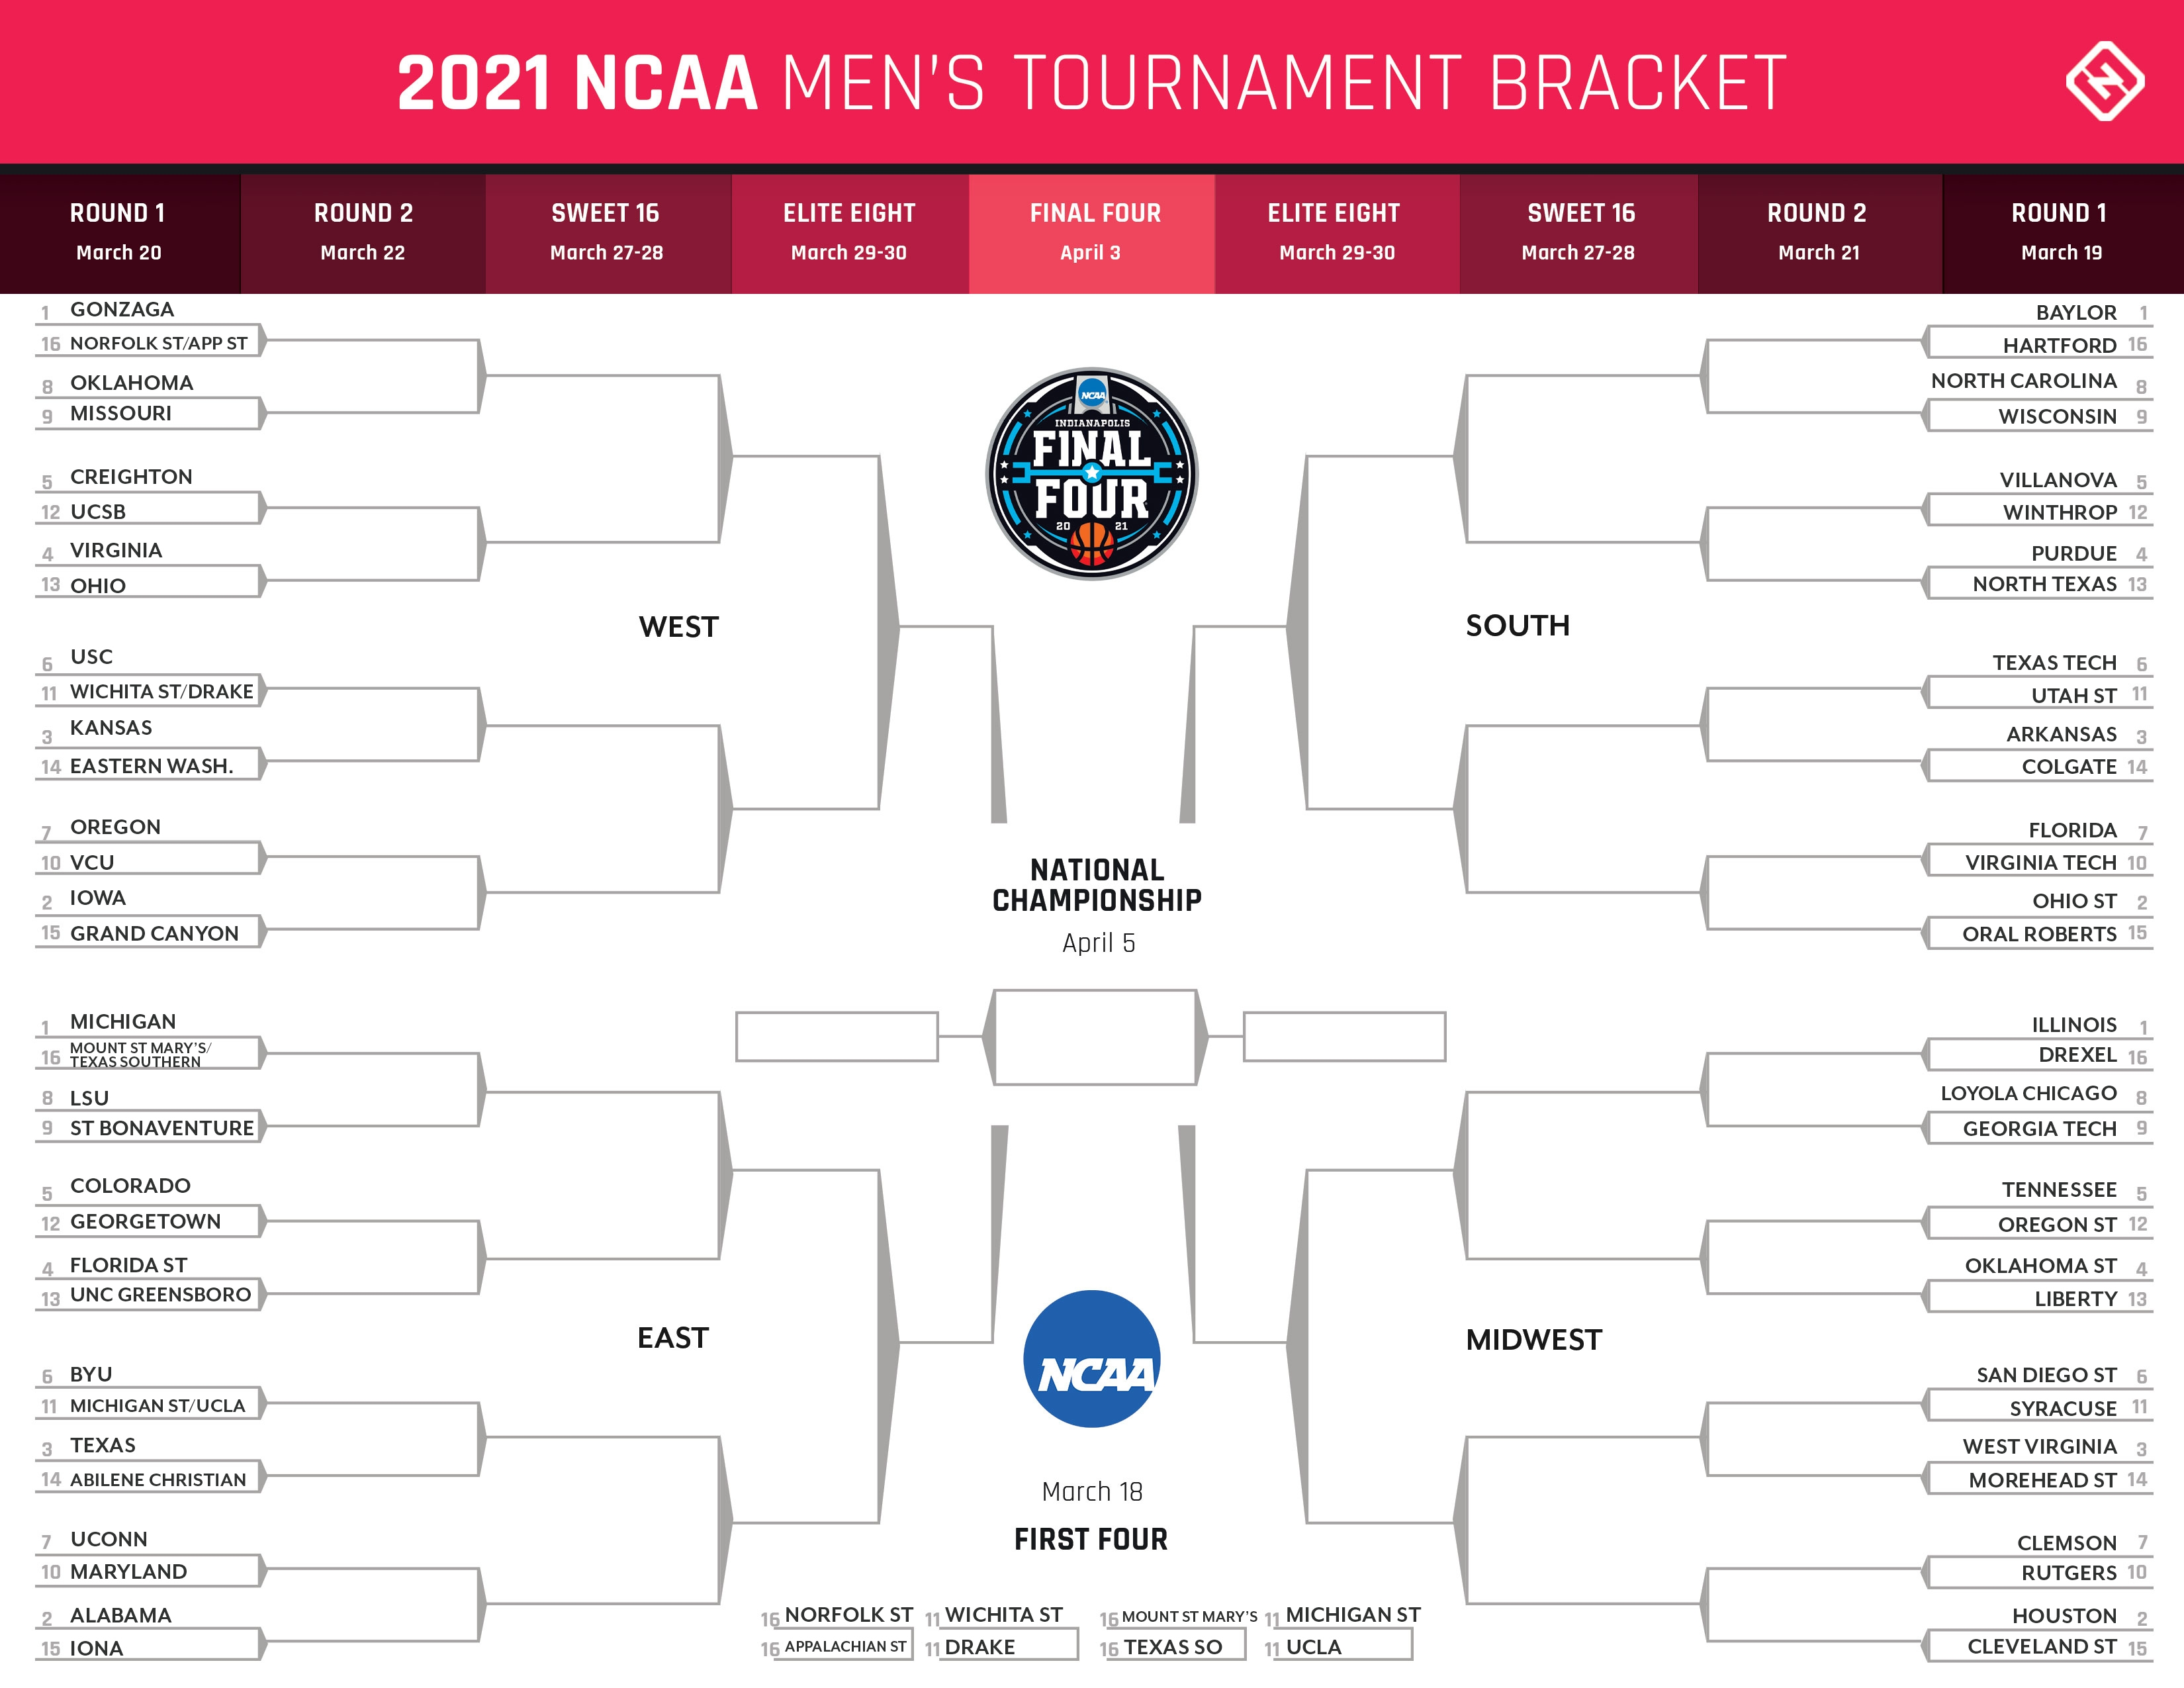 2021 NCAA MEN'S TOURNAMENT BRACKET
ROUND 1
March 20
ROUND 2
March 22
SWEET 16
March 27-28
ELITE EIGHT
March 29-30
FINAL FOUR
April 3
ELITE EIGHT
March 29-30
SWEET 16
March 27-28
ROUND 2
March 21
ROUND 1
March 19
1 GONZAGA
16 NORFOLK ST/APP ST
8 OKLAHOMA
9 MISSOURI
5 CREIGHTON
12 UCSB
4 VIRGINIA
13 OHIO
WEST
6 USC
11 WICHITA ST/DRAKE
3 KANSAS
14 EASTERN WASH.
7 OREGON
10 VCU
2 IOWA
15 GRAND CANYON
1 MICHIGAN
16 MOUNT ST MARY'S/
TEXAS SOUTHERN
8 LSU
9 ST BONAVENTURE
5 COLORADO
12 GEORGETOWN
4 FLORIDA ST
13 UNC GREENSBORO
EAST
6 BYU
11 MICHIGAN ST/UCLA
3 TEXAS
14 ABILENE CHRISTIAN
7 UCONN
10 MARYLAND
2 ALABAMA
15 IONA
NCAA
INDIANAPOLIS
FINAL
FOUR
20 21
NATIONAL
CHAMPIONSHIP
April 5
NCAA
March 18
FIRST FOUR
16 NORFOLK ST
16 APPALACHIAN ST
11 WICHITA ST
11 DRAKE
16 MOUNT ST MARY'S
16 TEXAS SO
11 MICHIGAN ST
11 UCLA
BAYLOR 1
HARTFORD 16
NORTH CAROLINA 8
WISCONSIN 9
VILLANOVA 5
WINTHROP 12
PURDUE 4
NORTH TEXAS 13
SOUTH
TEXAS TECH 6
UTAH ST 11
ARKANSAS 3
COLGATE 14
FLORIDA 7
VIRGINIA TECH 10
OHIO ST 2
ORAL ROBERTS 15
ILLINOIS 1
DREXEL 16
LOYOLA CHICAGO 8
GEORGIA TECH 9
TENNESSEE 5
OREGON ST 12
OKLAHOMA ST 4
LIBERTY 13
MIDWEST
SAN DIEGO ST 6
SYRACUSE 11
WEST VIRGINIA 3
MOREHEAD ST 14
CLEMSON 7
RUTGERS 10
HOUSTON 2
CLEVELAND ST 15